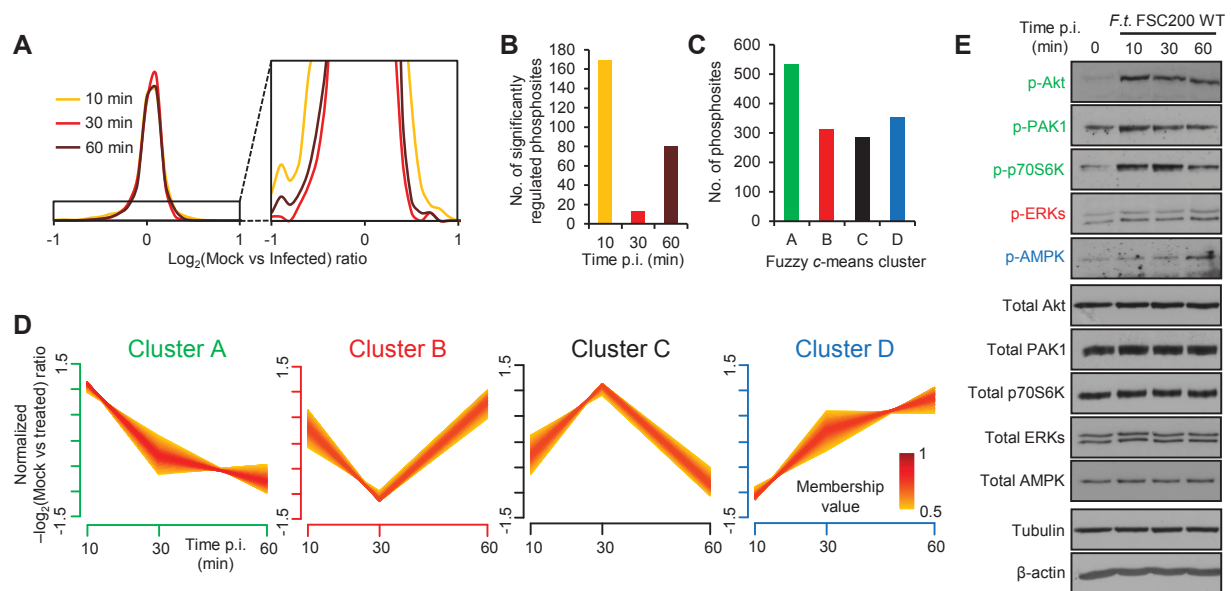 A
10 min
30 min
60 min
-1
0
1
-1
0
1
Log2(Mock vs Infected) ratio
B
No. of significantly
regulated phosphosites
180
160
140
120
100
80
60
40
20
0
10
30
60
Time p.i. (min)
C
No. of phosphosites
600
500
400
300
200
100
0
A
B
C
D
Fuzzy c-means cluster
D
Normalized
–log2(Mock vs treated) ratio
Cluster A
1.5
-1.5
10
30
60
Time p.i.
(min)
Cluster B
1.5
-1.5
10
30
60
Cluster C
1.5
-1.5
10
30
60
Cluster D
1.5
-1.5
10
30
60
Membership
value
1
0.5
E
Time p.i.
(min)
F.t. FSC200 WT
0
10
30
60
p-Akt
p-PAK1
p-p70S6K
p-ERKs
p-AMPK
Total Akt
Total PAK1
Total p70S6K
Total ERKs
Total AMPK
Tubulin
β-actin